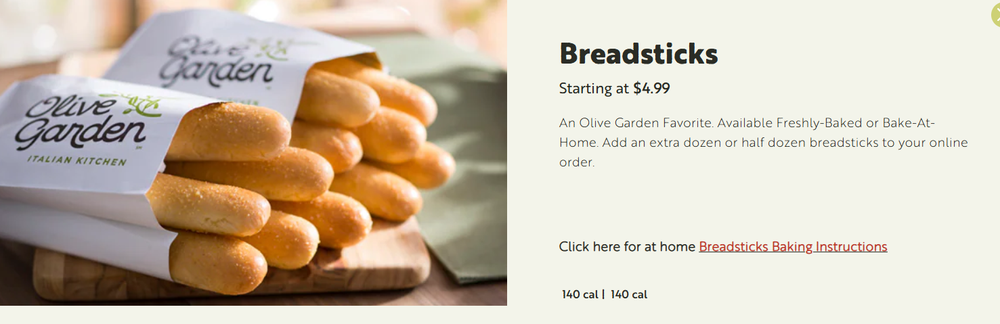 Olive
Garden
Olive
Garden
ITALIAN KITCHEN
Breadsticks
Starting at $4.99
An Olive Garden Favorite. Available Freshly-Baked or Bake-At-
Home. Add an extra dozen or half dozen breadsticks to your online
order.
Click here for at home Breadsticks Baking Instructions
140 cal | 140 cal